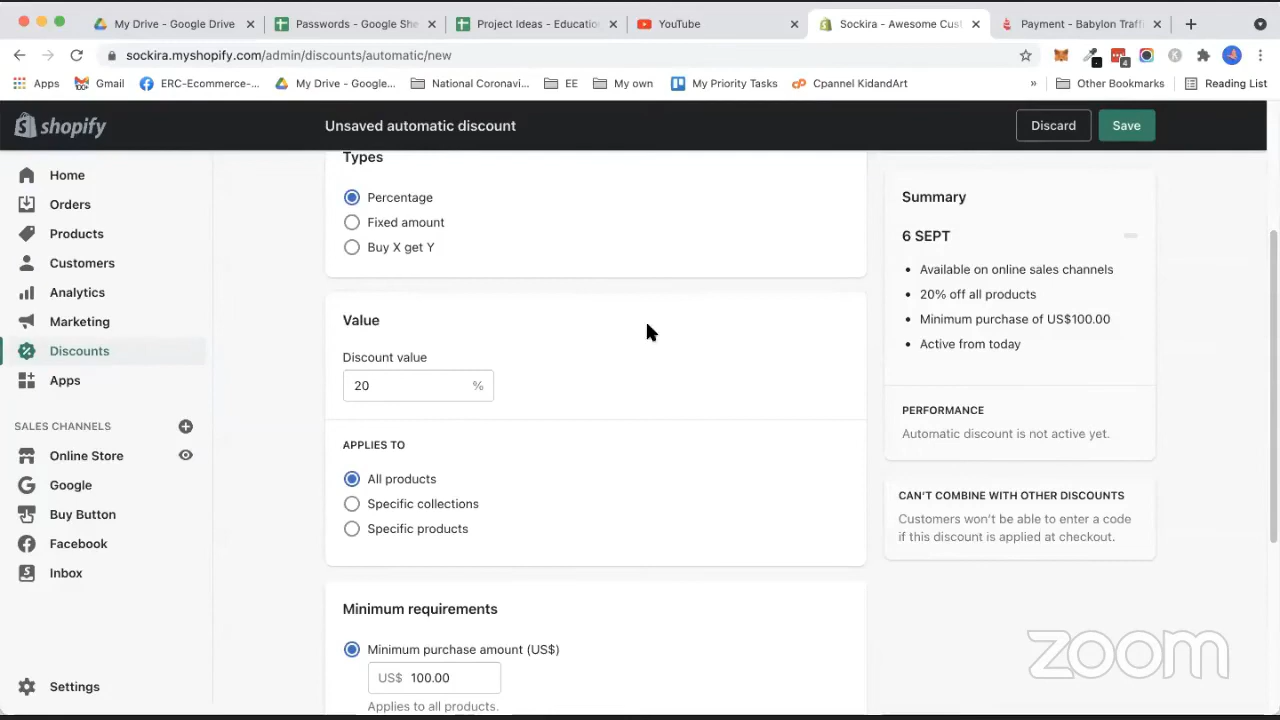 My Drive - Google Drive
Passwords - Google She
Project Ideas - Educatio
YouTube
Sockira - Awesome Cus
Payment - Babylon Traffi
sockira.myshopify.com/admin/discounts/automatic/new
4
Apps
Gmail
ERC-Ecommerce-...
My Drive - Google...
National Coronavi...
EE
My own
My Priority Tasks
Cpannel KidandArt
»
Other Bookmarks
Reading List
shopify
Unsaved automatic discount
Discard
Save
Home
Orders
Products
Customers
Analytics
Marketing
Discounts
Apps
SALES CHANNELS
Online Store
Google
Buy Button
Facebook
Inbox
Settings
Types
Percentage
Fixed amount
Buy X get Y
Value
Discount value
20 %
APPLIES TO
All products
Specific collections
Specific products
Minimum requirements
Minimum purchase amount (US$)
US$ 100.00
Applies to all products.
Summary
6 SEPT
• Available on online sales channels
• 20% off all products
• Minimum purchase of US$100.00
• Active from today
PERFORMANCE
Automatic discount is not active yet.
CAN'T COMBINE WITH OTHER DISCOUNTS
Customers won't be able to enter a code
if this discount is applied at checkout.
zoom